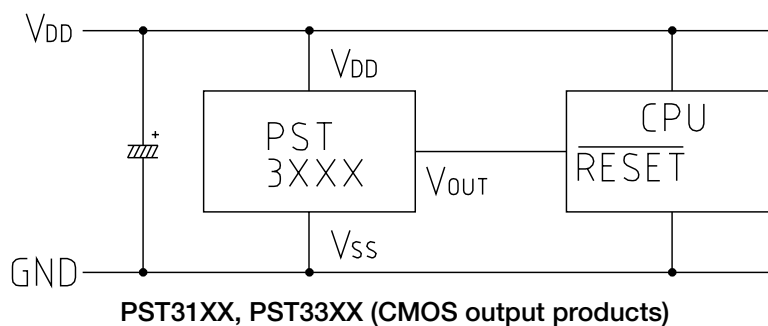 VDD
VDD
+
CPU
PST
3XXX
RESET
VOUT
VSS
GND
PST31XX, PST33XX (CMOS output products)